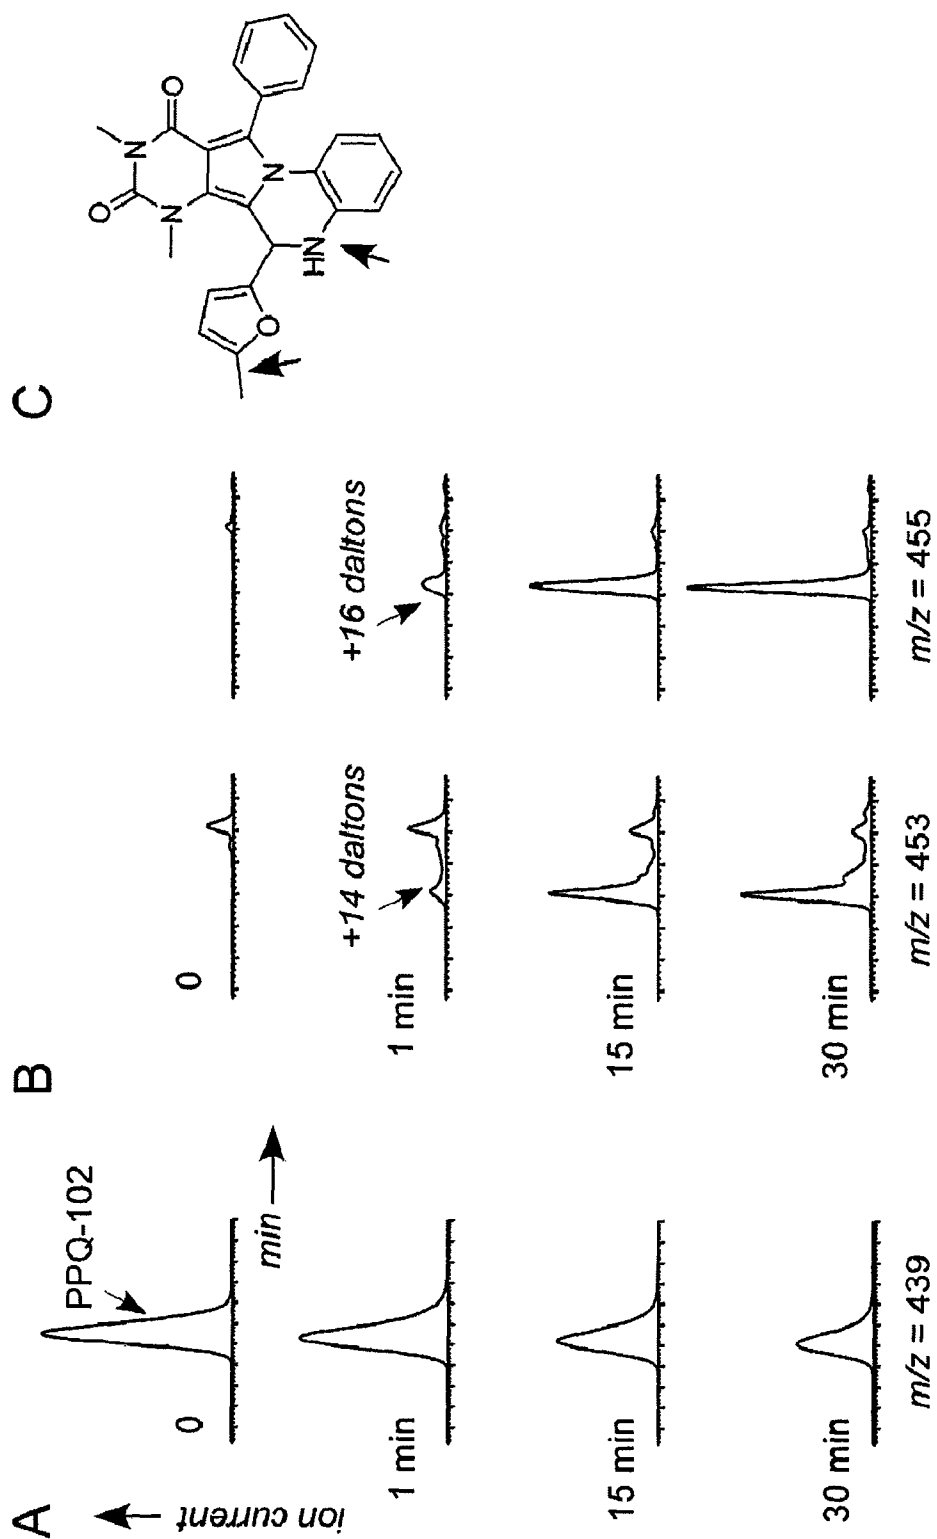 A
ion current
0
PPQ-102
min
1 min
15 min
30 min
m/z = 439
B
0
1 min
+14 daltons
+16 daltons
15 min
30 min
m/z = 453
m/z = 455
C
O
N
O
N
N
HN
O